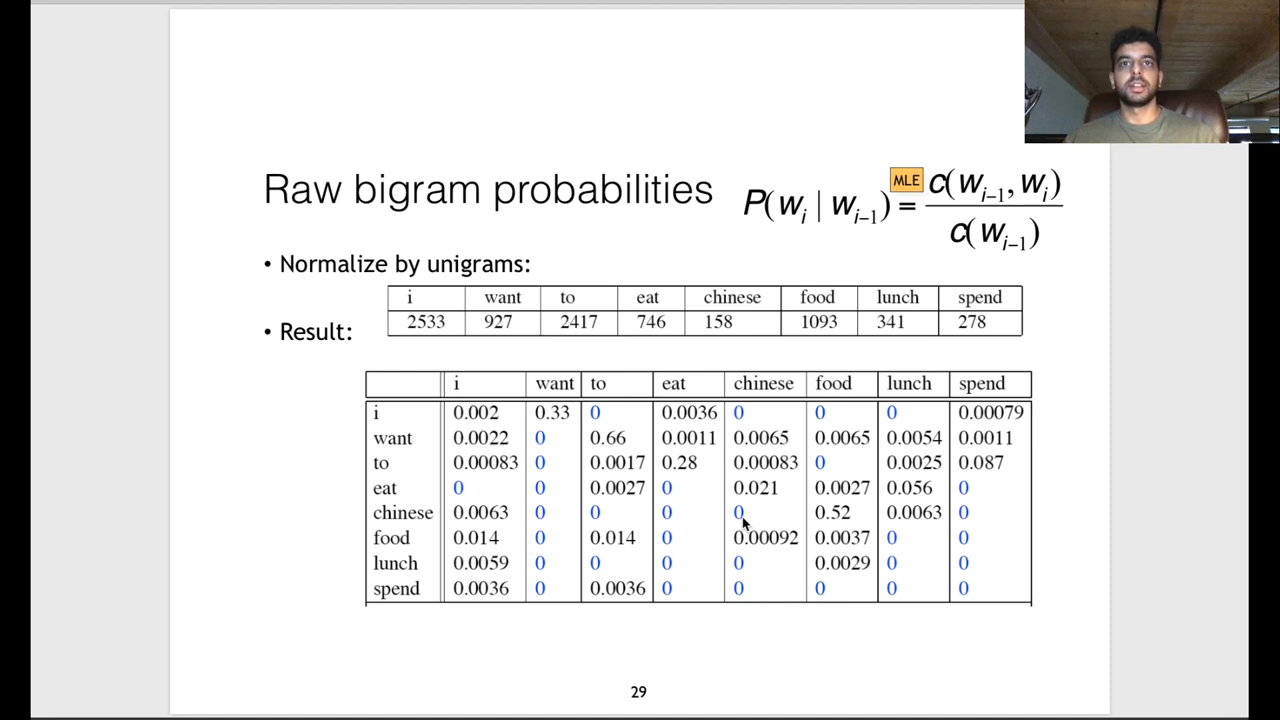 Raw bigram probabilities
MLE
P(w_i | w_{i-1}) = c(w_{i-1}, w_i) / c(w_{i-1})
• Normalize by unigrams:
i want to eat chinese food lunch spend
2533 927 2417 746 158 1093 341 278
• Result:
i want to eat chinese food lunch spend
i 0.002 0.33 0 0.0036 0 0 0 0.00079
want 0.0022 0 0.66 0.0011 0.0065 0.0065 0.0054 0.0011
to 0.00083 0 0.0017 0.28 0.00083 0 0.0025 0.087
eat 0 0 0.0027 0 0.021 0.0027 0.056 0
chinese 0.0063 0 0 0 0 0.52 0.0063 0
food 0.014 0 0.014 0 0.00092 0.0037 0 0
lunch 0.0059 0 0 0 0 0.0029 0 0
spend 0.0036 0 0.0036 0 0 0 0 0
29